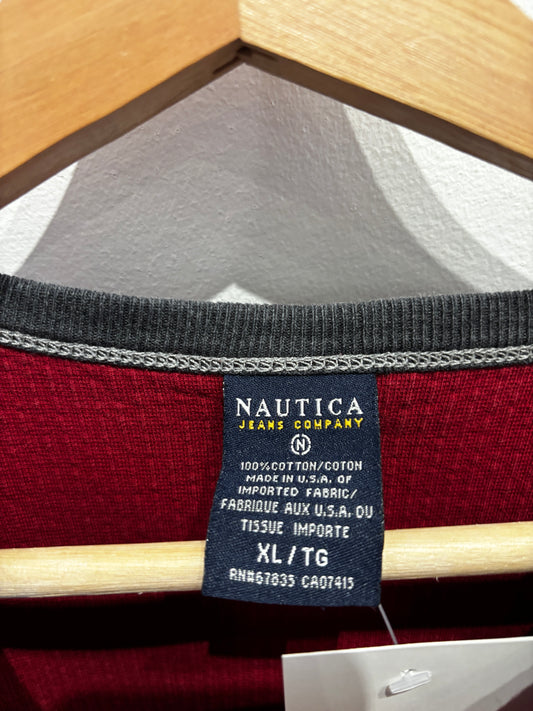 NAUTICA
JEANS COMPANY
N
100% COTTON/COTON
MADE IN U.S.A. OF
IMPORTED FABRIC/
FABRIQUE AUX U.S.A. DU
TISSUE IMPORTE
XL/TG
RN#67835 CA07415